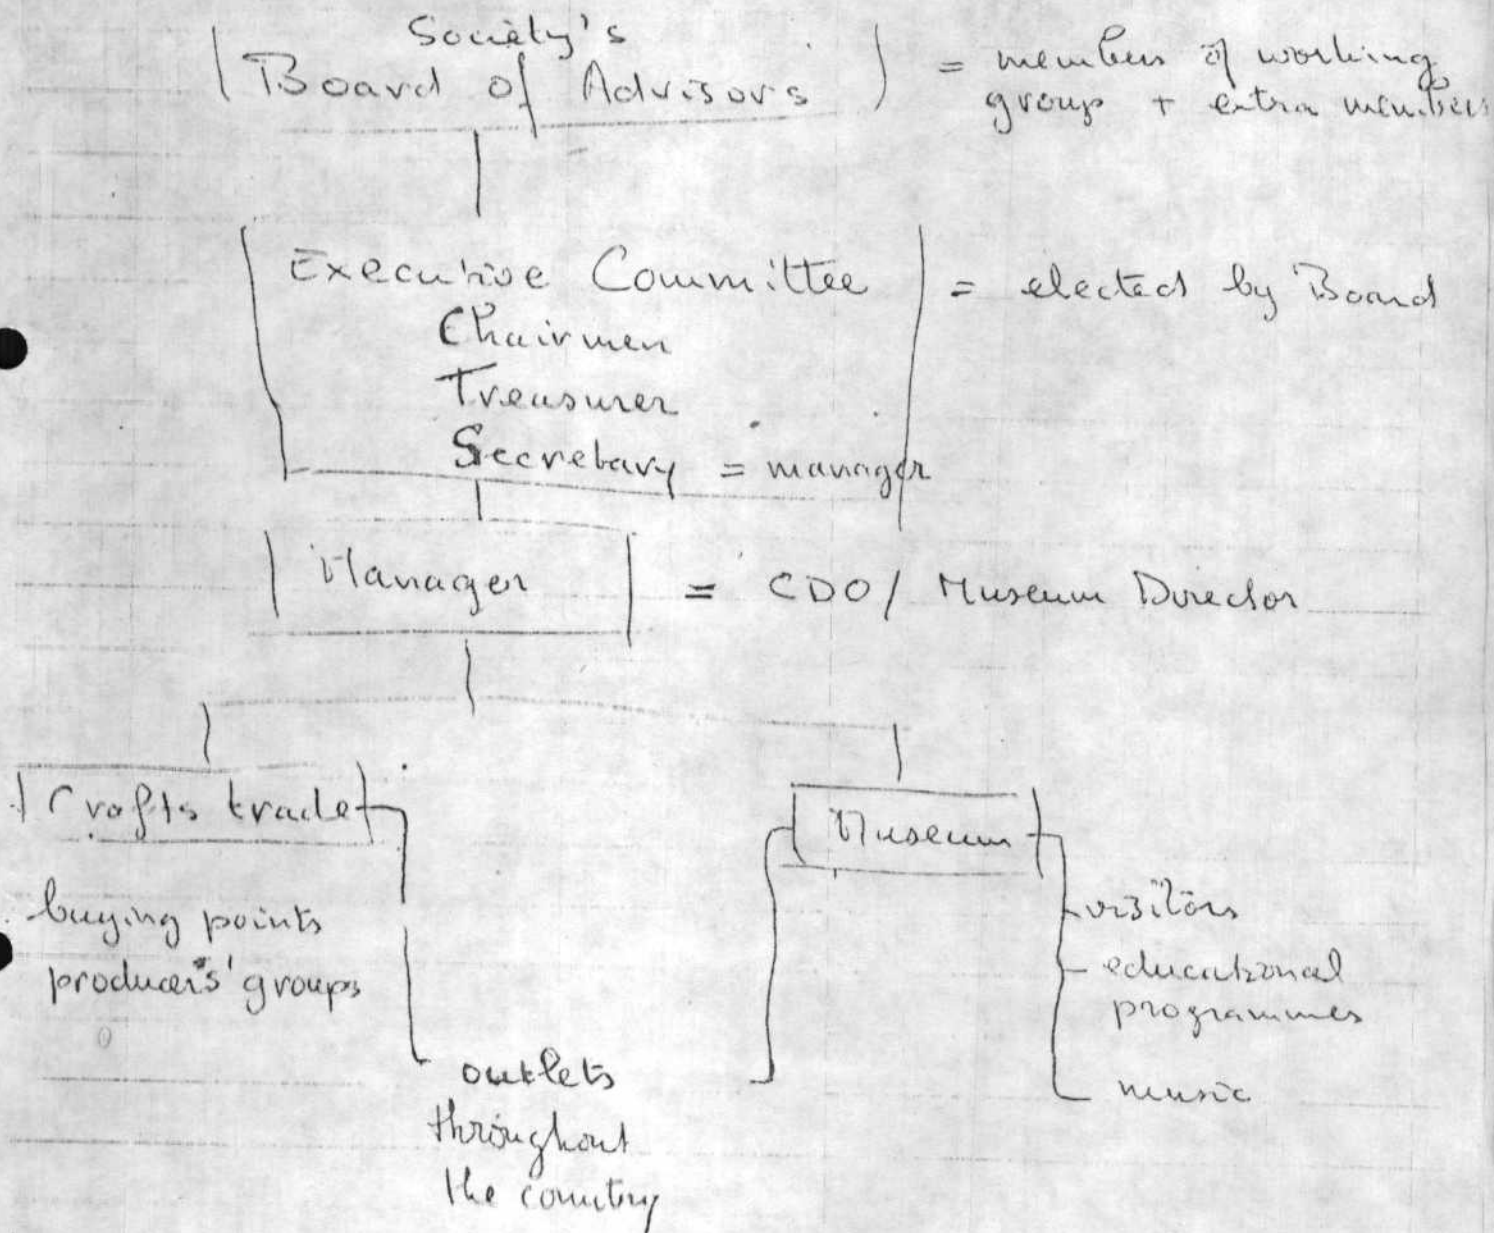 Society's
Board of Advisors = members of working
group + extra members
Executive Committee = elected by Board
Chairmen
Treasurer
Secretary = manager
Manager = CDO / Museum Director
Crafts trade
Museum
buying points
producers' groups
visitors
educational
programmes
music
outlets
throughout
the country